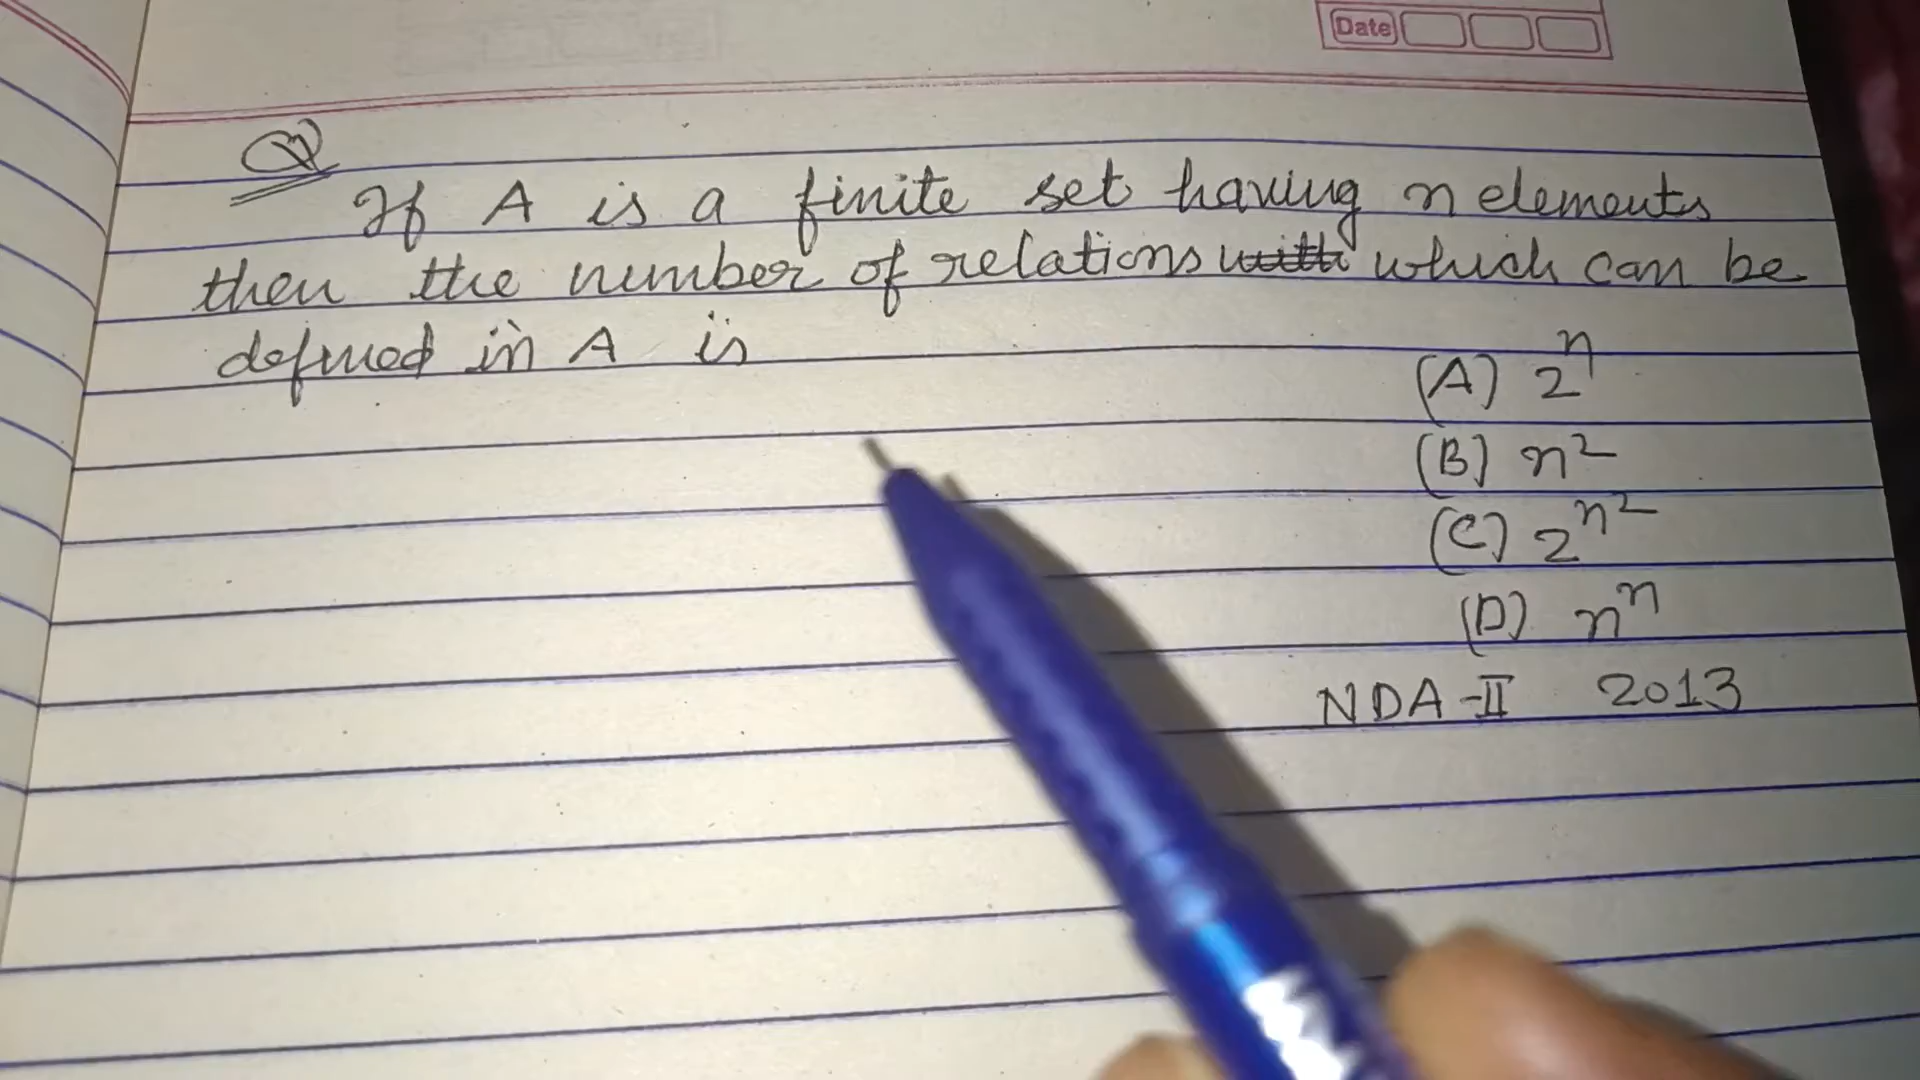 Date
Q
If A is a finite set having n elements
then the number of relations with which can be
defined in A is
(A) 2^n
(B) n^2
(C) 2^n^2
(D) n^n
NDA-II 2013